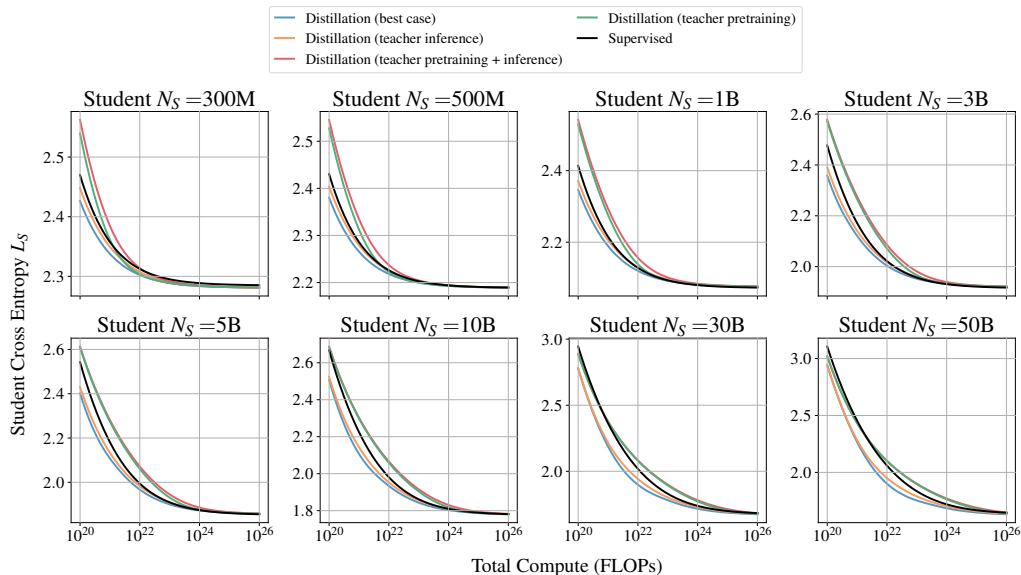 Distillation (best case)
Distillation (teacher inference)
Distillation (teacher pretraining + inference)
Distillation (teacher pretraining)
Supervised
Student N_S =300M
Student N_S =500M
Student N_S =1B
Student N_S =3B
2.5
2.4
2.3
2.5
2.4
2.3
2.2
2.4
2.2
2.6
2.4
2.2
2.0
Student N_S =5B
Student N_S =10B
Student N_S =30B
Student N_S =50B
2.6
2.4
2.2
2.0
2.6
2.4
2.2
2.0
1.8
3.0
2.5
2.0
3.0
2.5
2.0
10^20 10^22 10^24 10^26
10^20 10^22 10^24 10^26
10^20 10^22 10^24 10^26
10^20 10^22 10^24 10^26
Student Cross Entropy L_S
Total Compute (FLOPs)